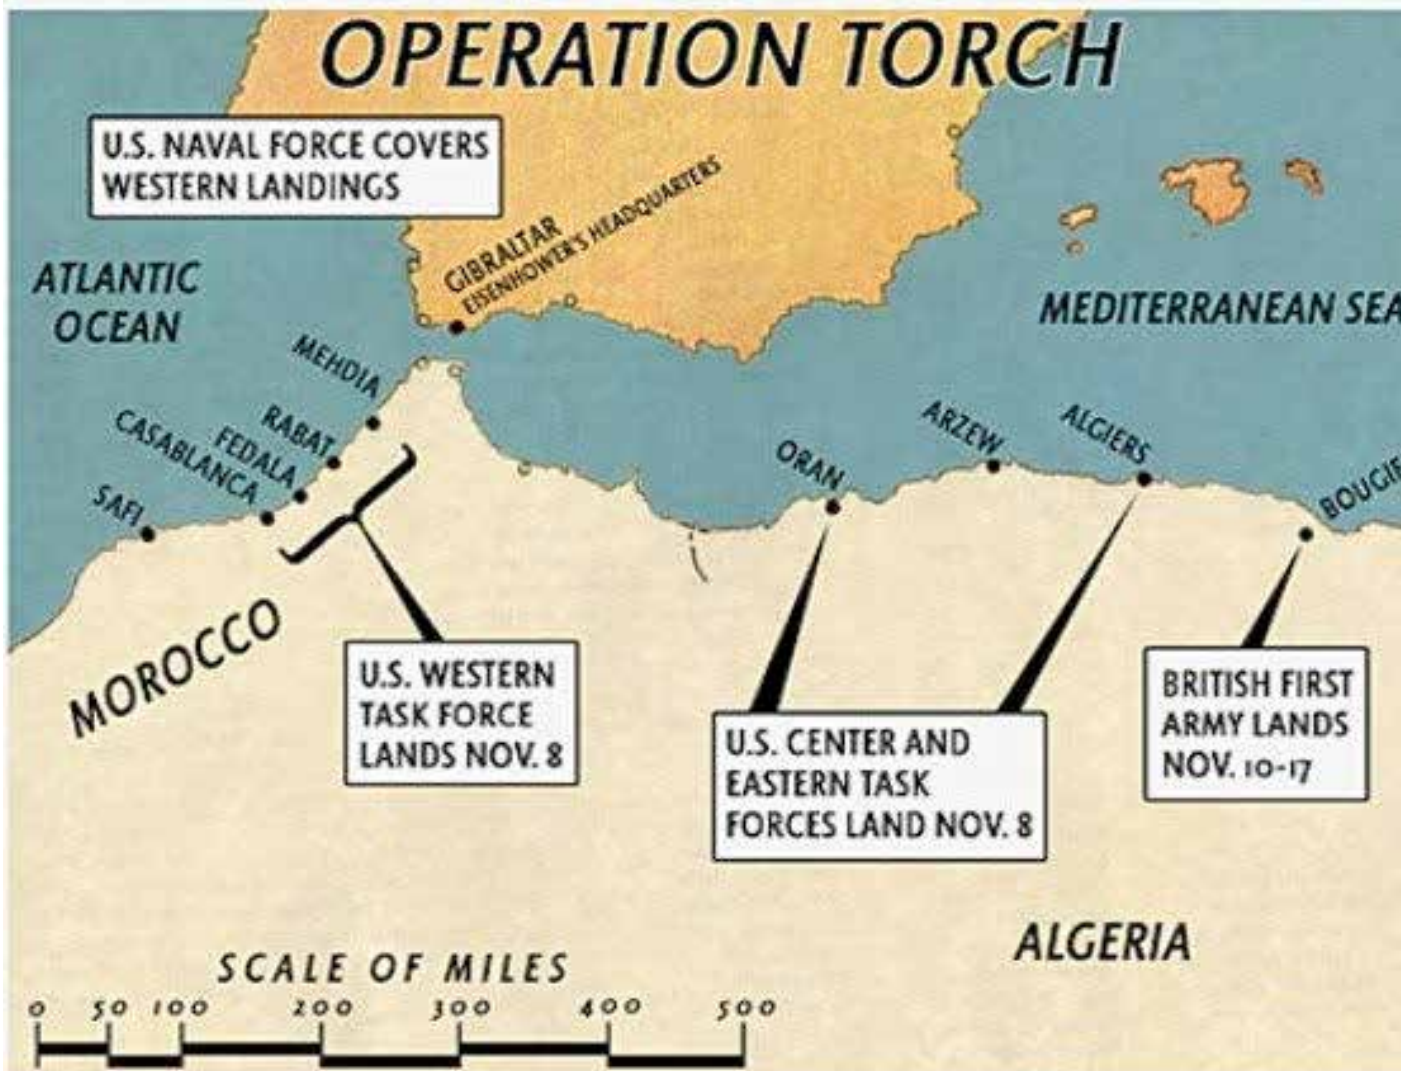 OPERATION TORCH
U.S. NAVAL FORCE COVERS
WESTERN LANDINGS
GIBRALTAR
EISENHOWER'S HEADQUARTERS
ATLANTIC
OCEAN
MEDITERRANEAN SEA
MEHDIA
RABAT
FEDALA
CASABLANCA
SAFI
ORAN
ARZEW
ALGIERS
BOUGIE
MOROCCO
U.S. WESTERN
TASK FORCE
LANDS NOV. 8
U.S. CENTER AND
EASTERN TASK
FORCES LAND NOV. 8
BRITISH FIRST
ARMY LANDS
NOV. 10-17
ALGERIA
SCALE OF MILES
0 50 100 200 300 400 500